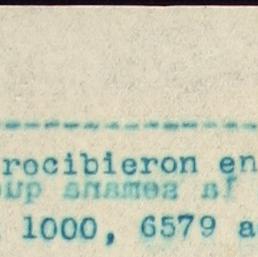 rocibieron en
1000, 6579 a